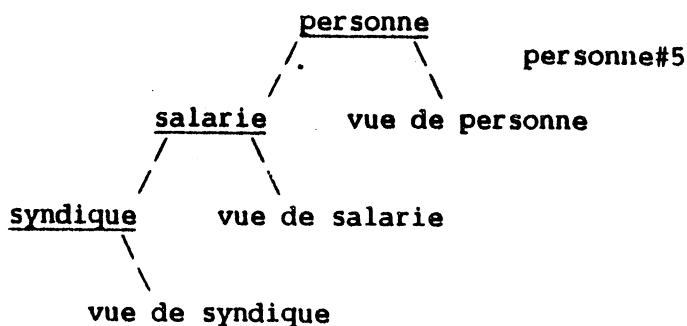 personne
personne#5
salarie vue de personne
syndique vue de salarie
vue de syndique